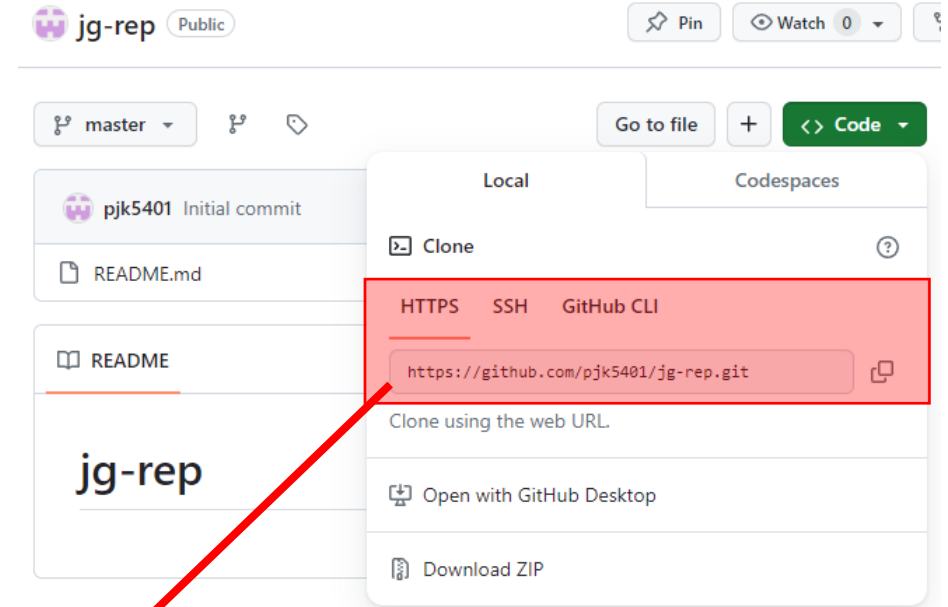 jg-rep Public
Pin
Watch 0
master
Go to file
+
<> Code
Local
Codespaces
pjk5401 Initial commit
README.md
Clone
HTTPS SSH GitHub CLI
https://github.com/pjk5401/jg-rep.git
Clone using the web URL.
Open with GitHub Desktop
Download ZIP
README
jg-rep